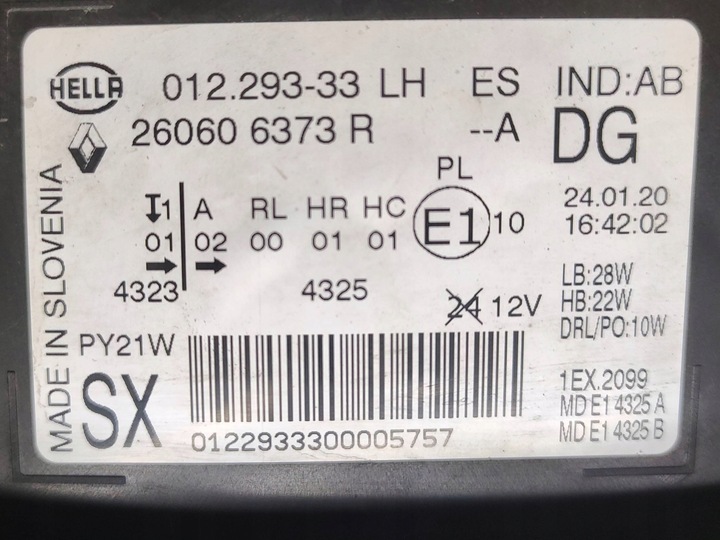 HELLA 012.293-33 LH ES IND:AB
26060 6373 R --A DG
MADE IN SLOVENIA
PL
1 A RL HR HC E1 10 24.01.20
01 02 00 01 01 16:42:02
4323 4325
24 12V
LB:28W
HB:22W
DRL/PO:10W
PY21W
SX
0122933300005757
1EX.2099
MD E1 4325 A
MD E1 4325 B